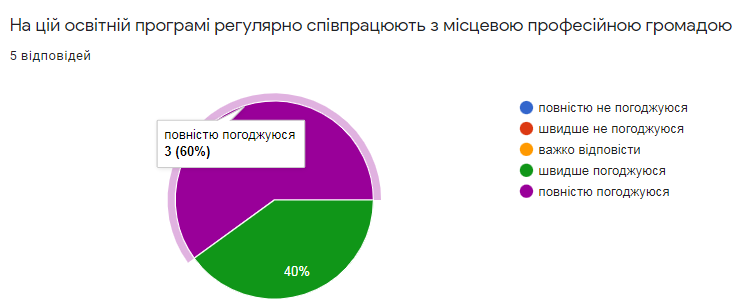 На цій освітній програмі регулярно співпрацюють з місцевою професійною громадою
5 відповідей
повністю погоджуюся
3 (60%)
40%
повністю не погоджуюся
швидше не погоджуюся
важко відповісти
швидше погоджуюся
повністю погоджуюся